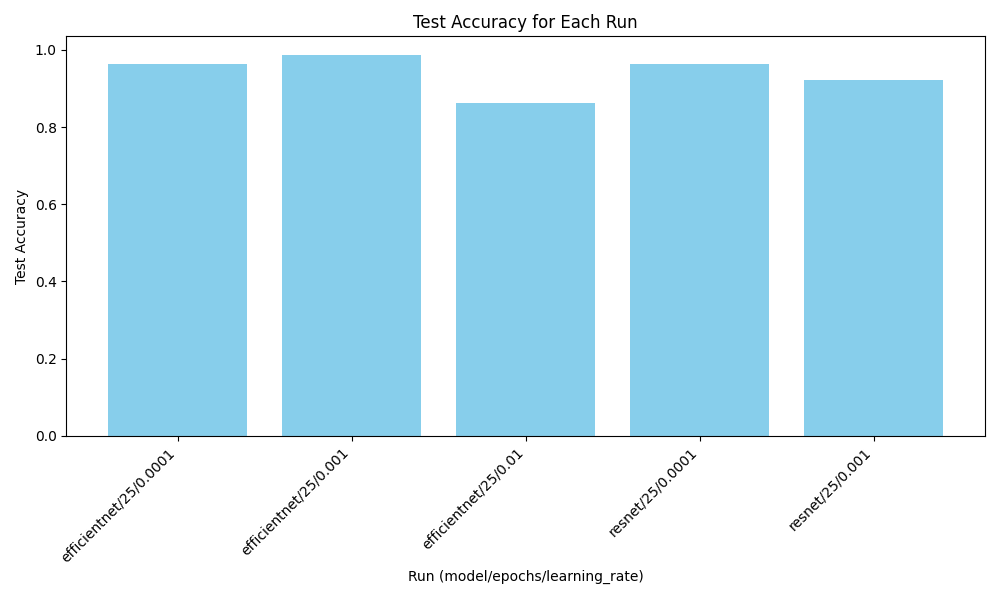 Test Accuracy for Each Run
Test Accuracy
1.0
0.8
0.6
0.4
0.2
0.0
efficientnet/25/0.0001
efficientnet/25/0.001
efficientnet/25/0.01
resnet/25/0.0001
resnet/25/0.001
Run (model/epochs/learning_rate)